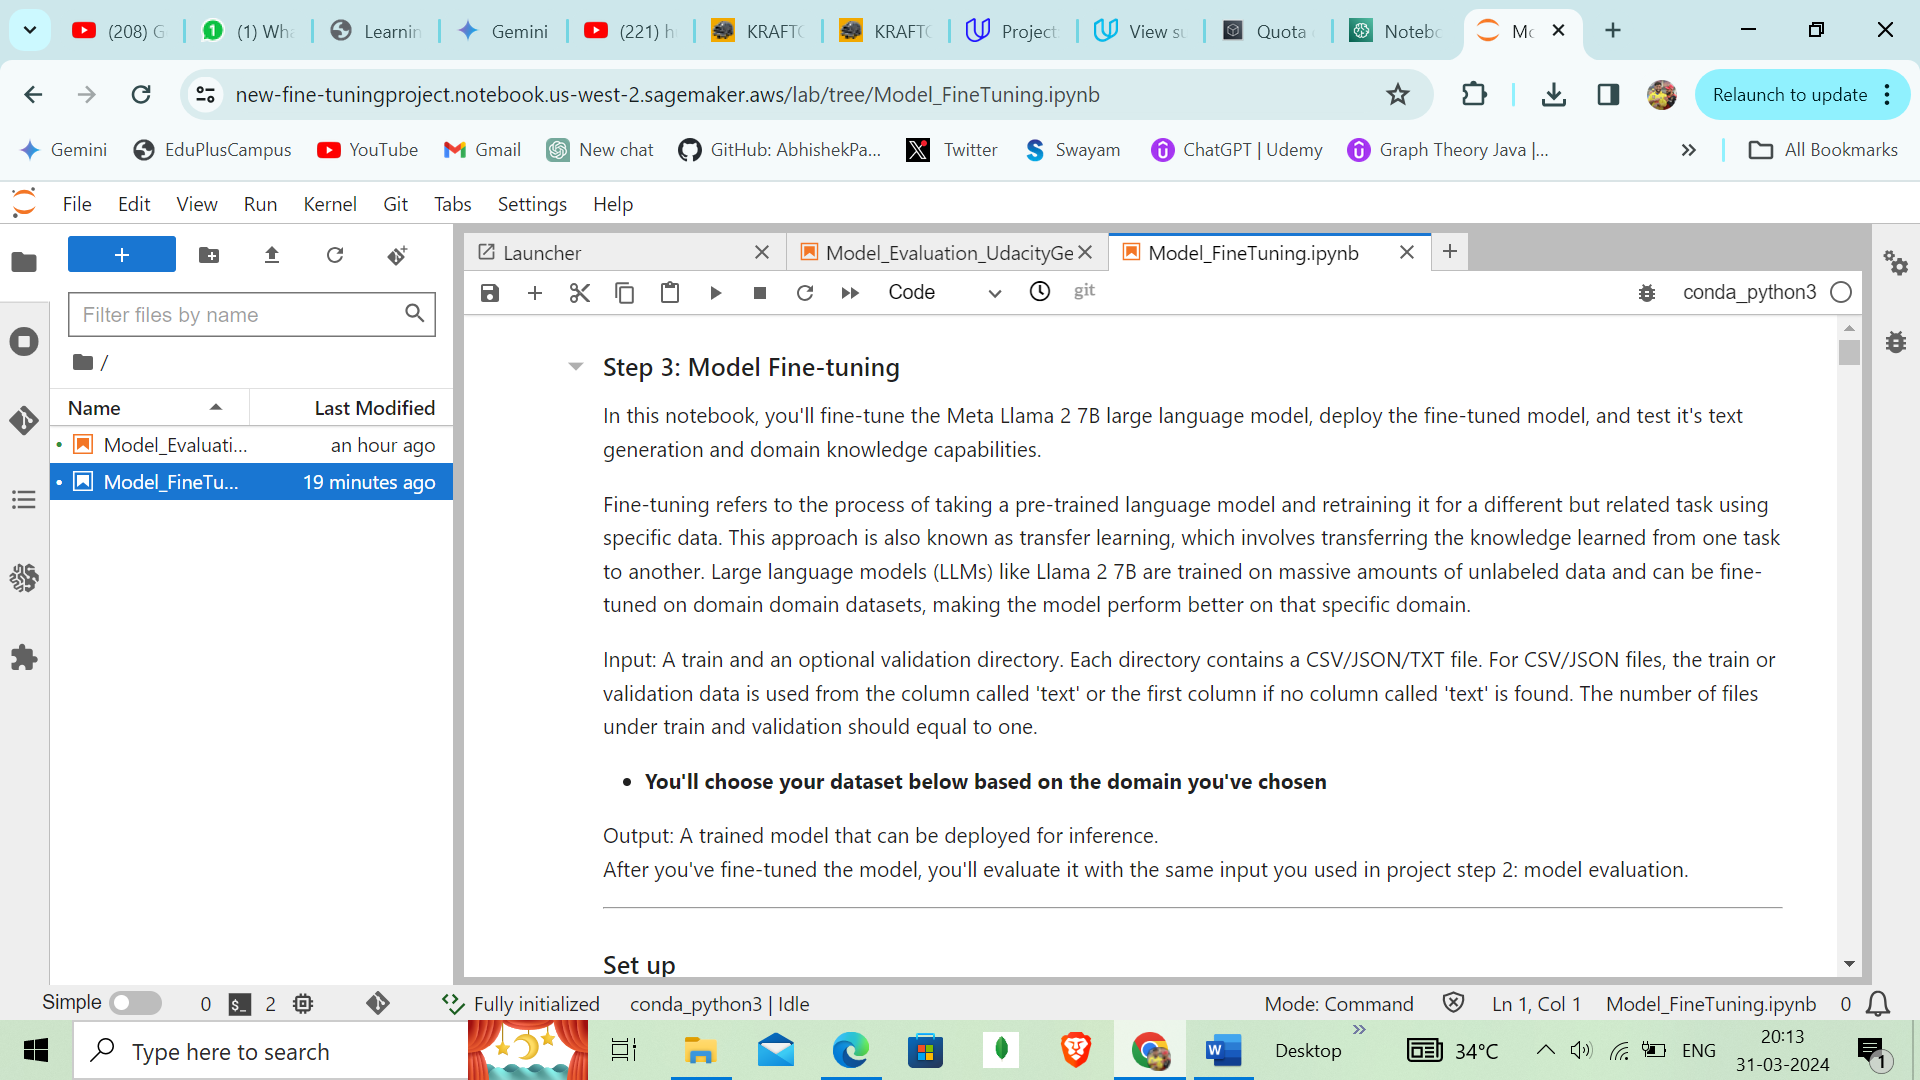 (208) G
(1) Wha
Learnin
Gemini
(221) h
KRAFTO
KRAFTO
Project
View su
Quota
Notebo
Mo
new-fine-tuningproject.notebook.us-west-2.sagemaker.aws/lab/tree/Model_FineTuning.ipynb
Relaunch to update
Gemini
EduPlusCampus
YouTube
Gmail
New chat
GitHub: AbhishekPa...
Twitter
Swayam
ChatGPT | Udemy
Graph Theory Java |...
All Bookmarks
File Edit View Run Kernel Git Tabs Settings Help
Launcher
Model_Evaluation_UdacityGe
Model_FineTuning.ipynb
Filter files by name
/
Name
Last Modified
Model_Evaluati...
an hour ago
Model_FineTu...
19 minutes ago
Code
git
conda_python3
Step 3: Model Fine-tuning
In this notebook, you'll fine-tune the Meta Llama 2 7B large language model, deploy the fine-tuned model, and test it's text
generation and domain knowledge capabilities.
Fine-tuning refers to the process of taking a pre-trained language model and retraining it for a different but related task using
specific data. This approach is also known as transfer learning, which involves transferring the knowledge learned from one task
to another. Large language models (LLMs) like Llama 2 7B are trained on massive amounts of unlabeled data and can be fine-
tuned on domain domain datasets, making the model perform better on that specific domain.
Input: A train and an optional validation directory. Each directory contains a CSV/JSON/TXT file. For CSV/JSON files, the train or
validation data is used from the column called 'text' or the first column if no column called 'text' is found. The number of files
under train and validation should equal to one.
• You'll choose your dataset below based on the domain you've chosen
Output: A trained model that can be deployed for inference.
After you've fine-tuned the model, you'll evaluate it with the same input you used in project step 2: model evaluation.
Set up
Simple
0
$_
2
Fully initialized
conda_python3 | Idle
Mode: Command
Ln 1, Col 1
Model_FineTuning.ipynb
0
Type here to search
W
Desktop
34°C
ENG
20:13
31-03-2024
1